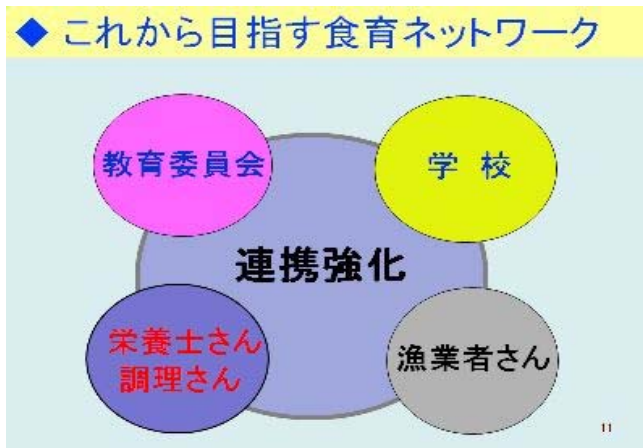 ◆ これから目指す食育ネットワーク
教育委員会
学 校
連携強化
栄養士さん
調理さん
漁業者さん
11